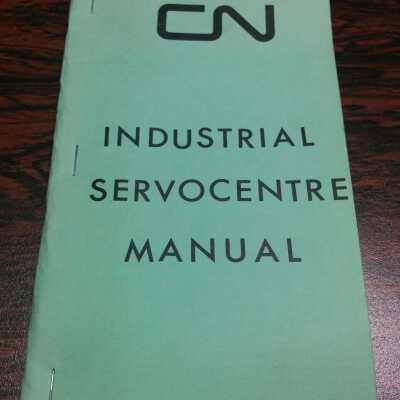 CN
INDUSTRIAL
SERVOCENTRE
MANUAL